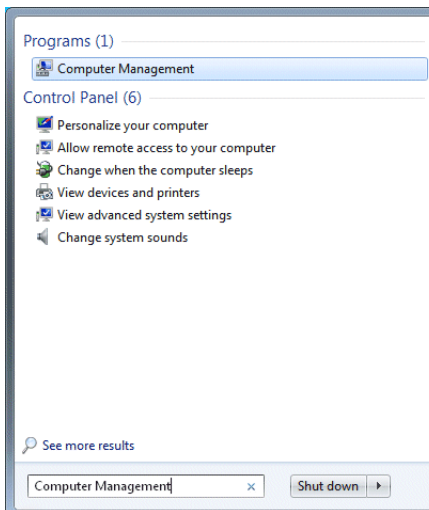 Programs (1)
Computer Management
Control Panel (6)
Personalize your computer
Allow remote access to your computer
Change when the computer sleeps
View devices and printers
View advanced system settings
Change system sounds
See more results
Computer Management
Shut down